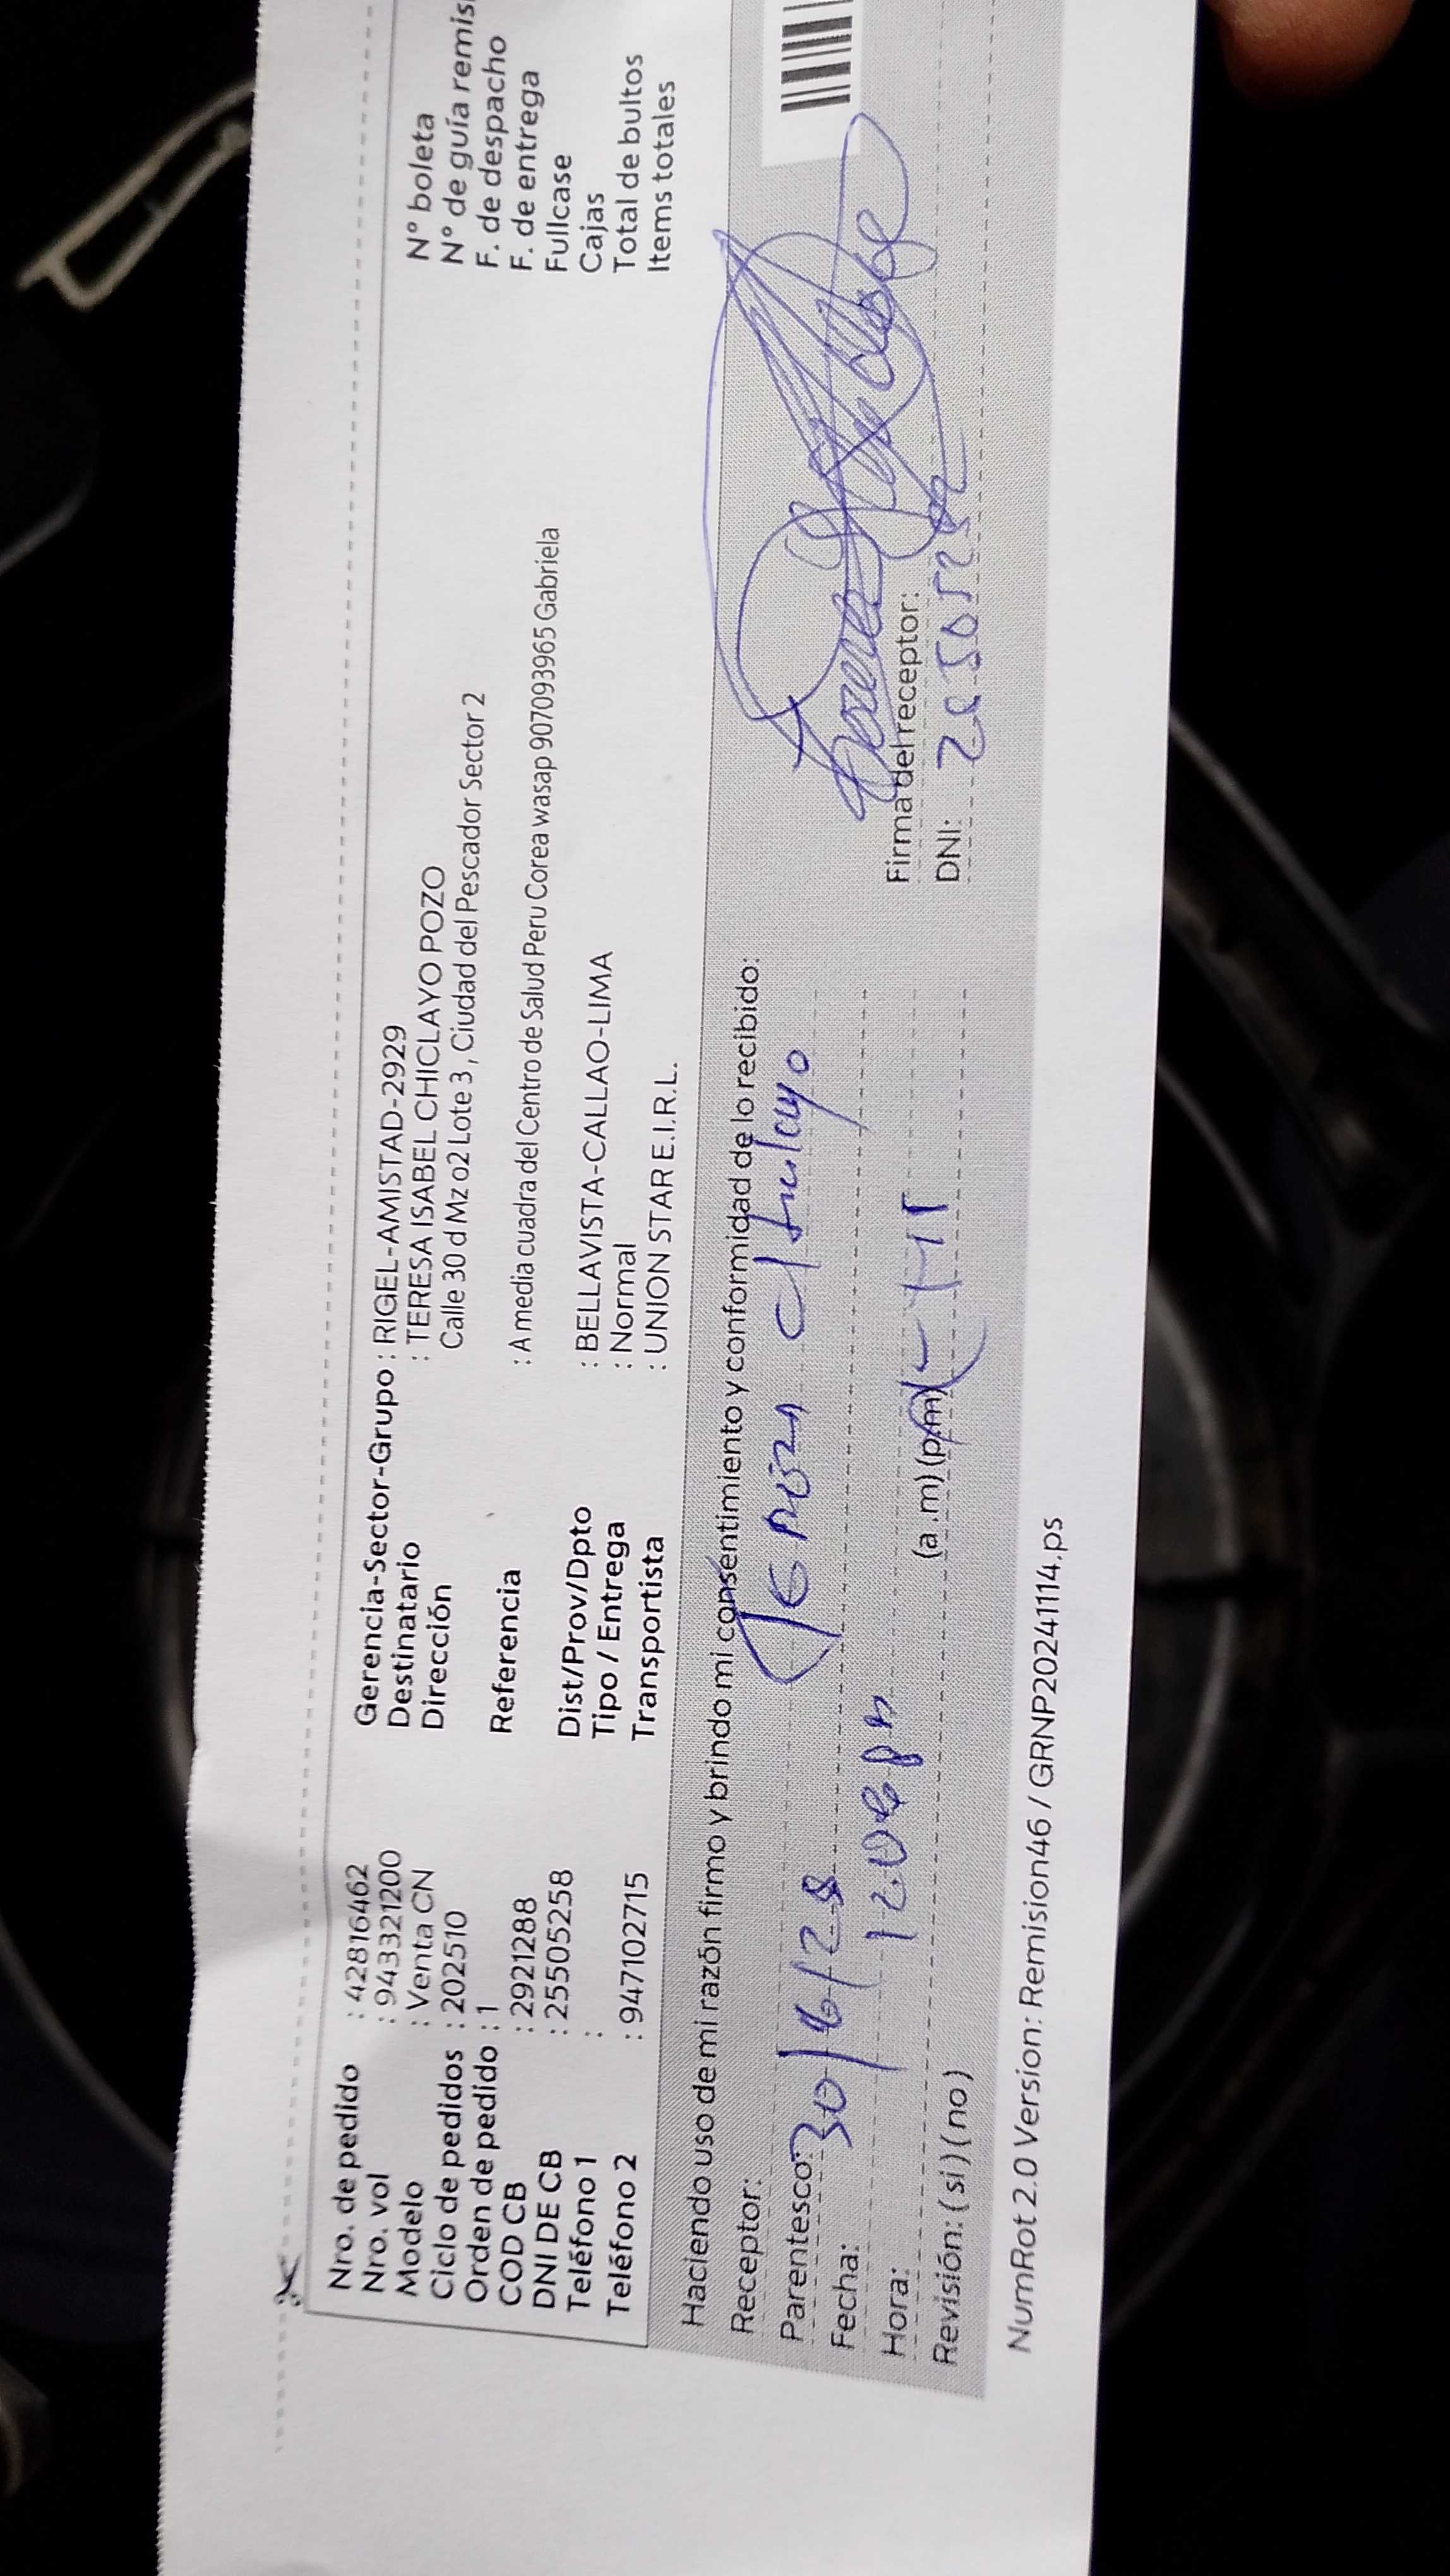 Nro. de pedido : 42816462
Nro. vol : 943321200
Modelo : Venta CN
Ciclo de pedidos : 202510
Orden de pedido : 1
COD CB : 2921288
DNI DE CB : 25505258
Teléfono 1 :
Teléfono 2 : 947102715
Gerencia-Sector-Grupo : RIGEL-AMISTAD-2929
Destinatario : TERESA ISABEL CHICLAYO POZO
Dirección Calle 30 d Mz o2 Lote 3 , Ciudad del Pescador Sector 2
Referencia : A media cuadra del Centro de Salud Peru Corea wasap 907093965 Gabriela
Dist/Prov/Dpto : BELLAVISTA-CALLAO-LIMA
Tipo / Entrega : Normal
Transportista : UNION STAR E.I.R.L.
N° boleta
N° de guía remisi
F. de despacho
F. de entrega
Fullcase
Cajas
Total de bultos
Items totales
Haciendo uso de mi razón firmo y brindo mi consentimiento y conformidad de lo recibido:
Receptor:
Parentesco:
Fecha: 30/
Hora: (a .m) (p.m)
Revisión: ( si ) ( no )
Firma del receptor:
DNI:
NumRot 2.0 Version: Remision46 / GRNP20241114.ps